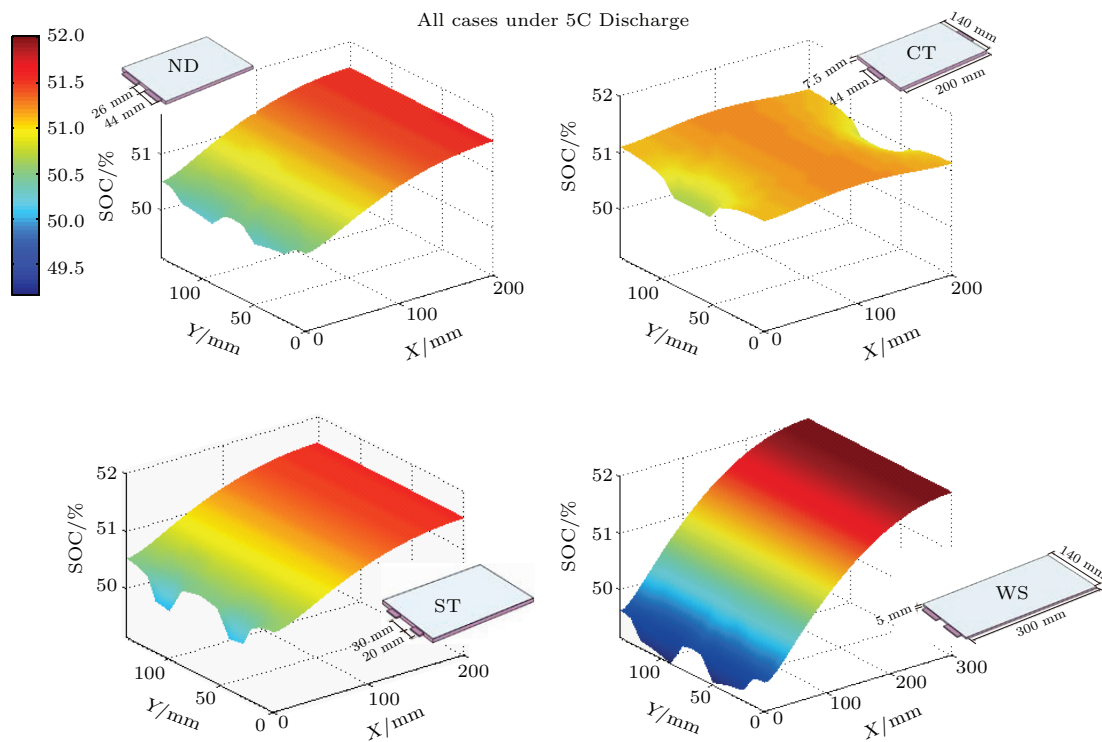 All cases under 5C Discharge
52.0
51.5
51.0
50.5
50.0
49.5
ND
26 mm
44 mm
SOC/%
51
50
100
50
0
Y/mm
0
100
200
X/mm
CT
140 mm
7.5 mm
44 mm
200 mm
SOC/%
52
51
50
100
50
0
Y/mm
0
100
200
X/mm
ST
30 mm
20 mm
SOC/%
52
51
50
100
50
0
Y/mm
0
100
200
X/mm
WS
140 mm
5 mm
300 mm
SOC/%
52
51
50
100
50
0
Y/mm
0
100
200
300
X/mm